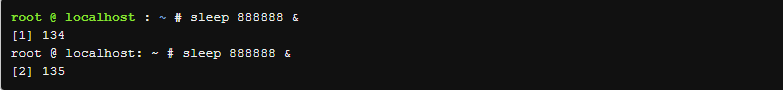 root @ localhost : ~ # sleep 888888 &
[1] 134
root @ localhost: ~ # sleep 888888 &
[2] 135